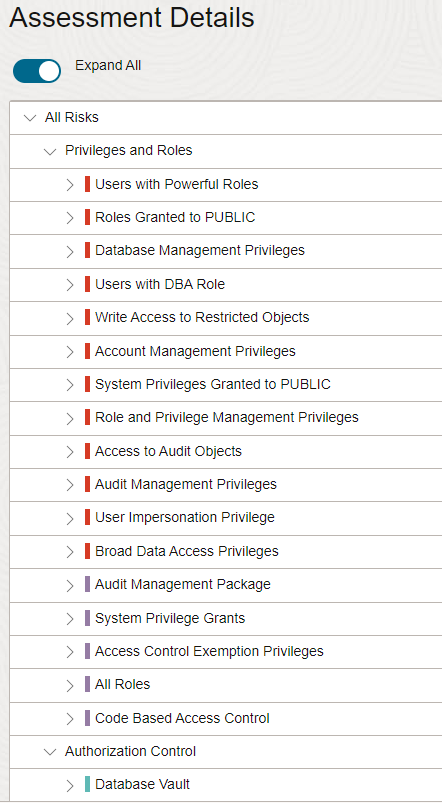 Assessment Details
Expand All
All Risks
Privileges and Roles
Users with Powerful Roles
Roles Granted to PUBLIC
Database Management Privileges
Users with DBA Role
Write Access to Restricted Objects
Account Management Privileges
System Privileges Granted to PUBLIC
Role and Privilege Management Privileges
Access to Audit Objects
Audit Management Privileges
User Impersonation Privilege
Broad Data Access Privileges
Audit Management Package
System Privilege Grants
Access Control Exemption Privileges
All Roles
Code Based Access Control
Authorization Control
Database Vault